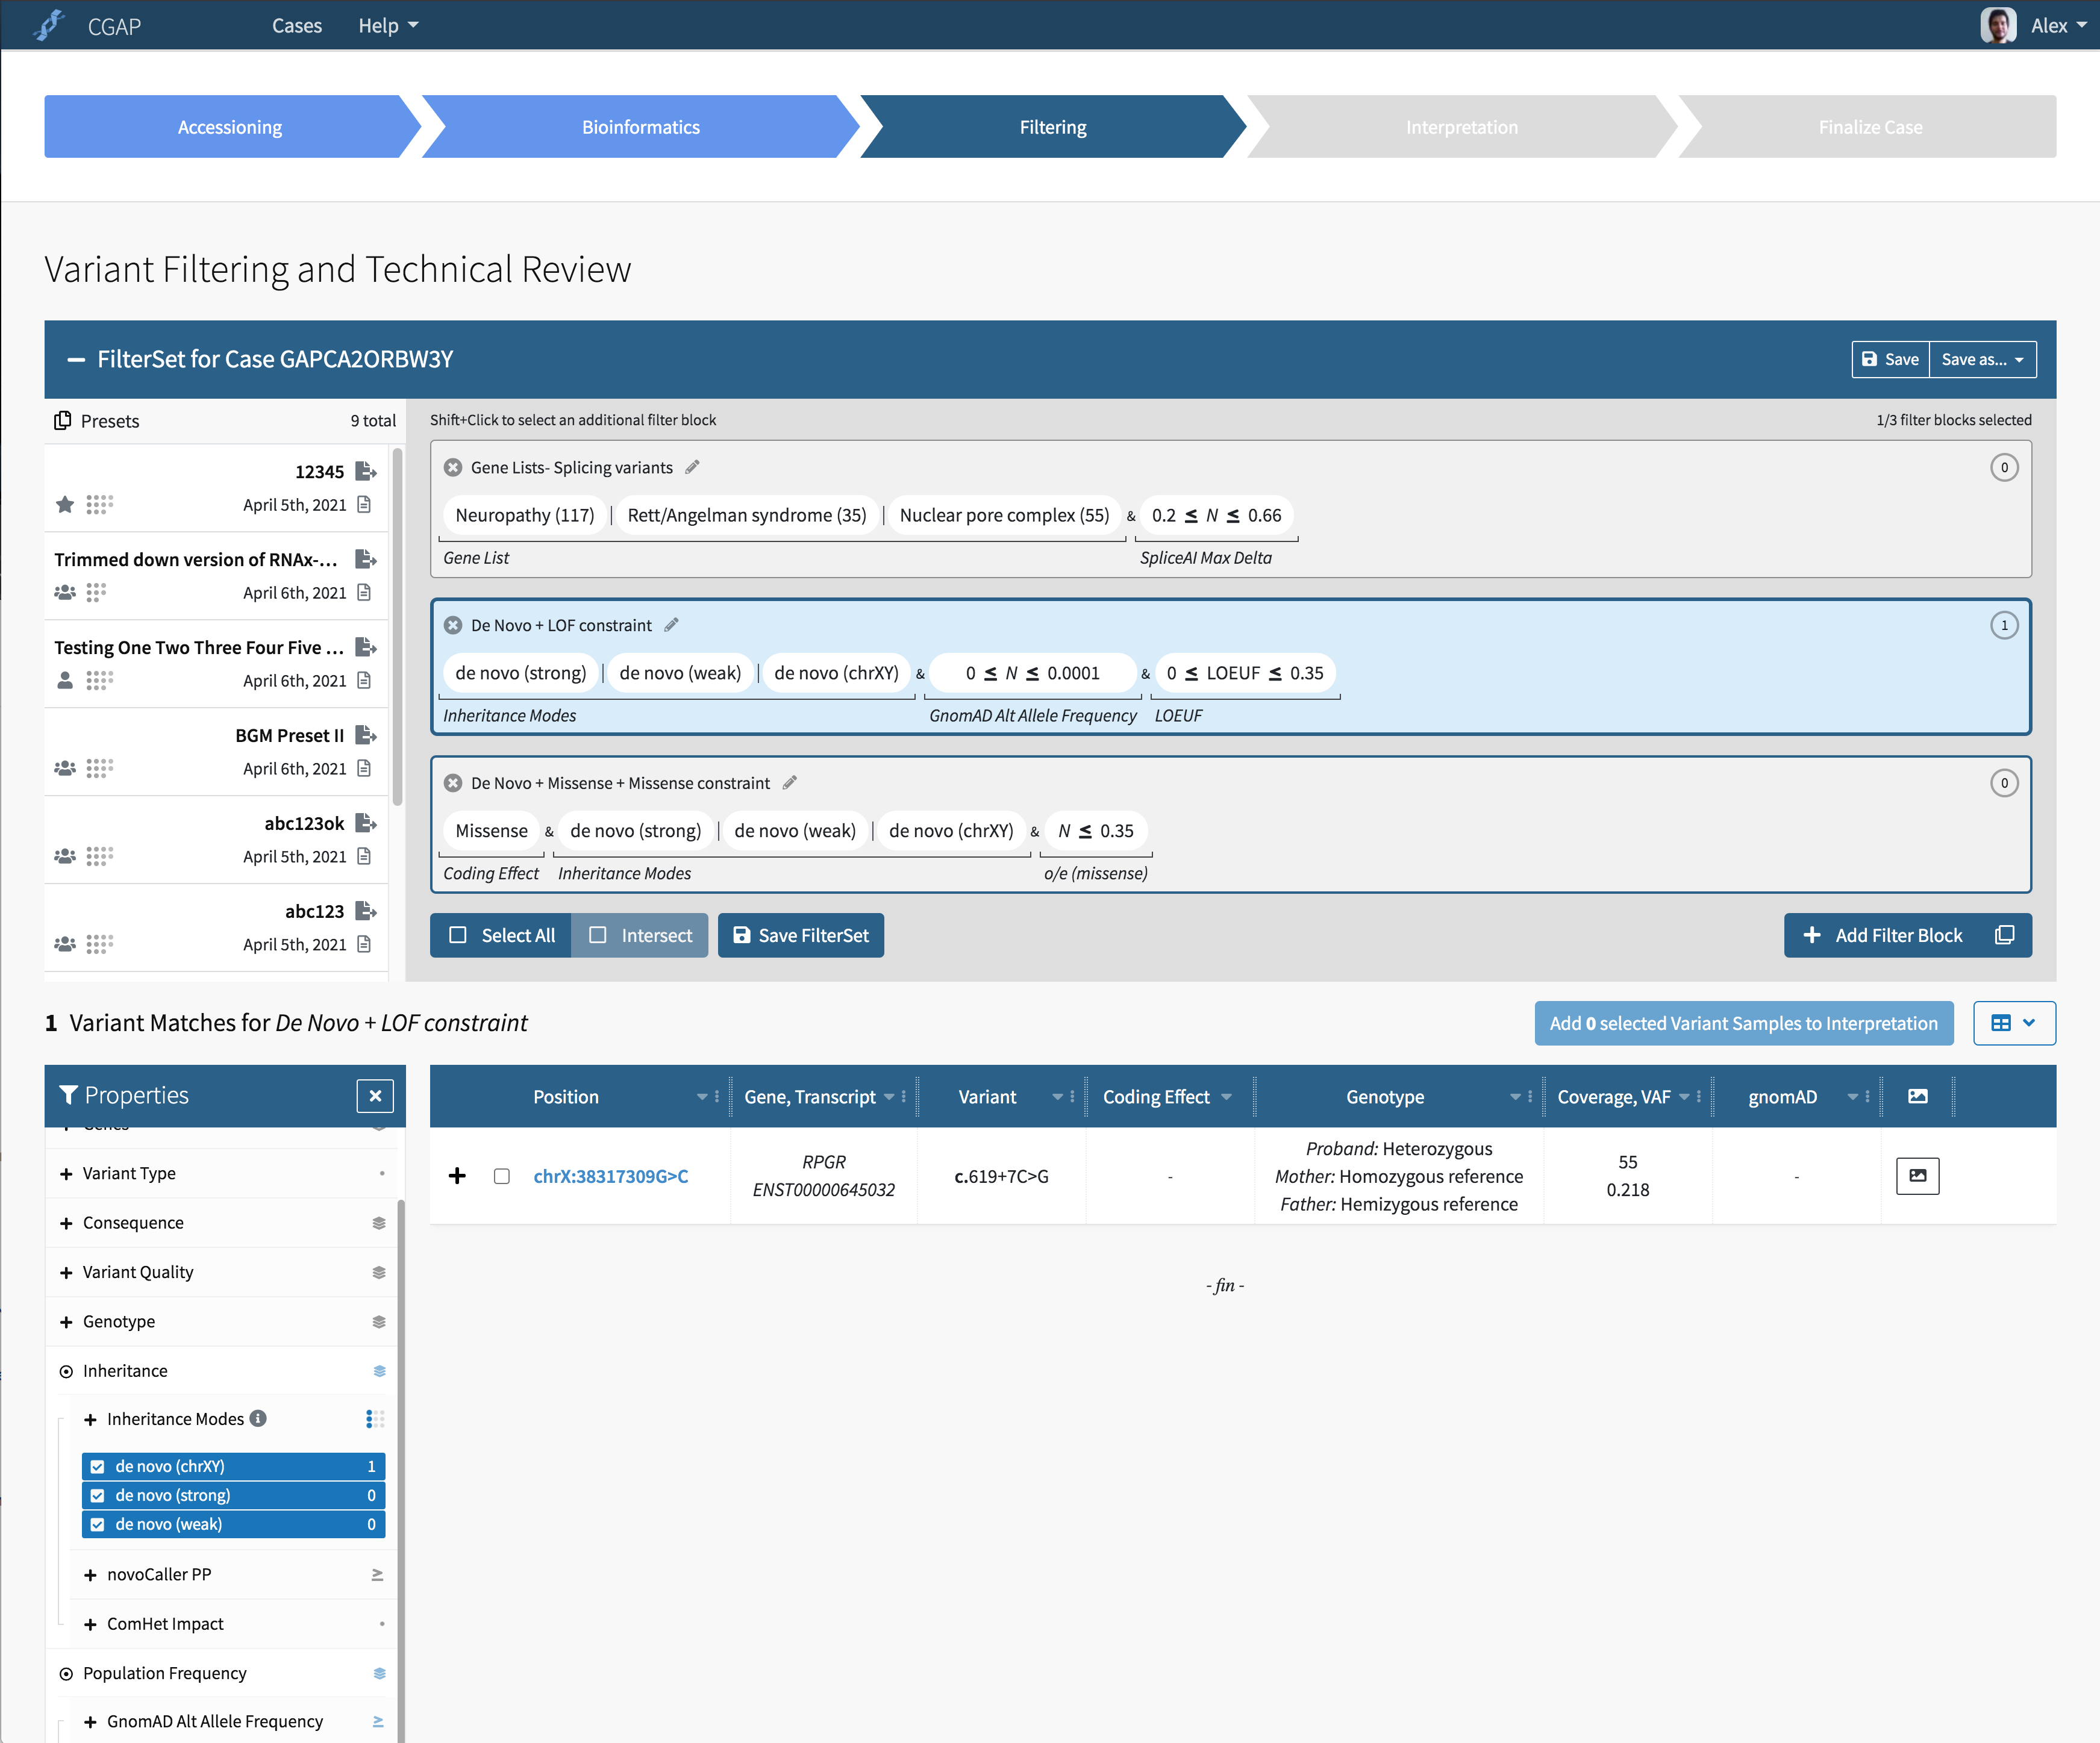 CGAP Cases Help Alex
Accessioning Bioinformatics Filtering Interpretation Finalize Case
Variant Filtering and Technical Review
FilterSet for Case GAPCA2ORBW3Y Save Save as...
Presets 9 total
12345
April 5th, 2021
Trimmed down version of RNAx-...
April 6th, 2021
Testing One Two Three Four Five ...
April 6th, 2021
BGM Preset II
April 6th, 2021
abc123ok
April 5th, 2021
abc123
April 5th, 2021
Shift+Click to select an additional filter block 1/3 filter blocks selected
Gene Lists- Splicing variants 0
Neuropathy (117) | Rett/Angelman syndrome (35) | Nuclear pore complex (55) & 0.2 ≤ N ≤ 0.66
Gene List SpliceAI Max Delta
De Novo + LOF constraint 1
de novo (strong) | de novo (weak) | de novo (chrXY) & 0 ≤ N ≤ 0.0001 & 0 ≤ LOEUF ≤ 0.35
Inheritance Modes GnomAD Alt Allele Frequency LOEUF
De Novo + Missense + Missense constraint 0
Missense & de novo (strong) | de novo (weak) | de novo (chrXY) & N ≤ 0.35
Coding Effect Inheritance Modes o/e (missense)
Select All Intersect Save FilterSet + Add Filter Block
1 Variant Matches for De Novo + LOF constraint Add 0 selected Variant Samples to Interpretation
Properties
Genes
Variant Type
Consequence
Variant Quality
Genotype
Inheritance
Inheritance Modes
de novo (chrXY) 1
de novo (strong) 0
de novo (weak) 0
novoCaller PP ≥
ComHet Impact
Population Frequency
GnomAD Alt Allele Frequency ≥
Position Gene, Transcript Variant Coding Effect Genotype Coverage, VAF gnomAD
chrX:38317309G>C
RPGR
ENST00000645032
c.619+7C>G
-
Proband: Heterozygous
Mother: Homozygous reference
Father: Hemizygous reference
55
0.218
-
- fin -